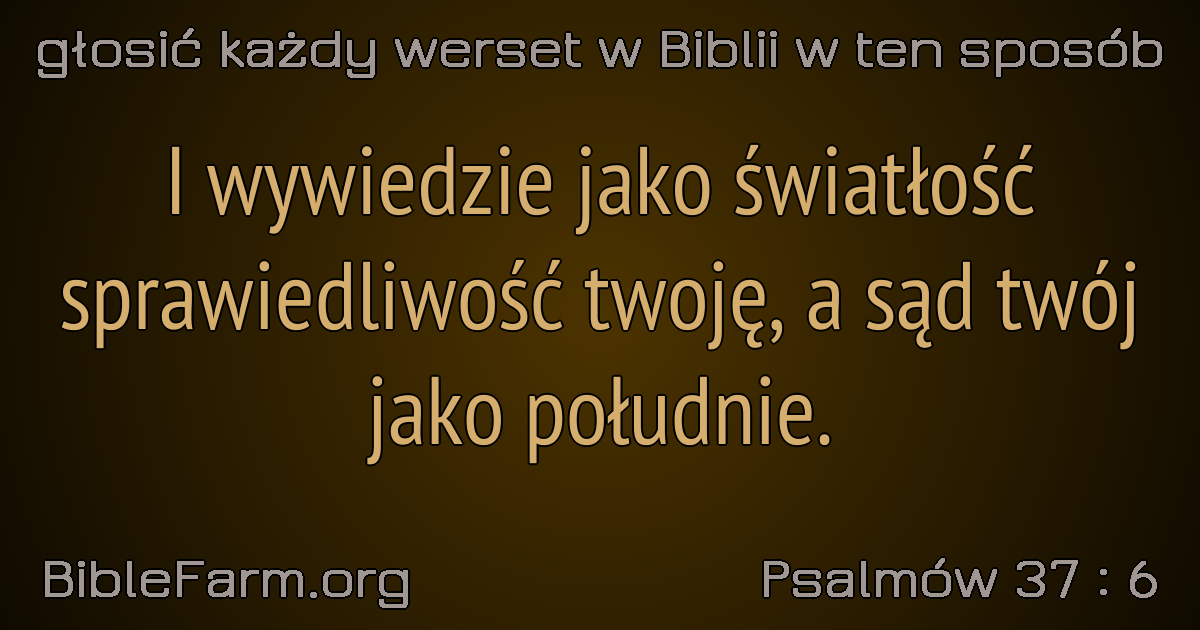 głosić każdy werset w Biblii w ten sposób
I wywiedzie jako światłość
sprawiedliwość twoję, a sąd twój
jako południe.
BibleFarm.org
Psalmów 37 : 6